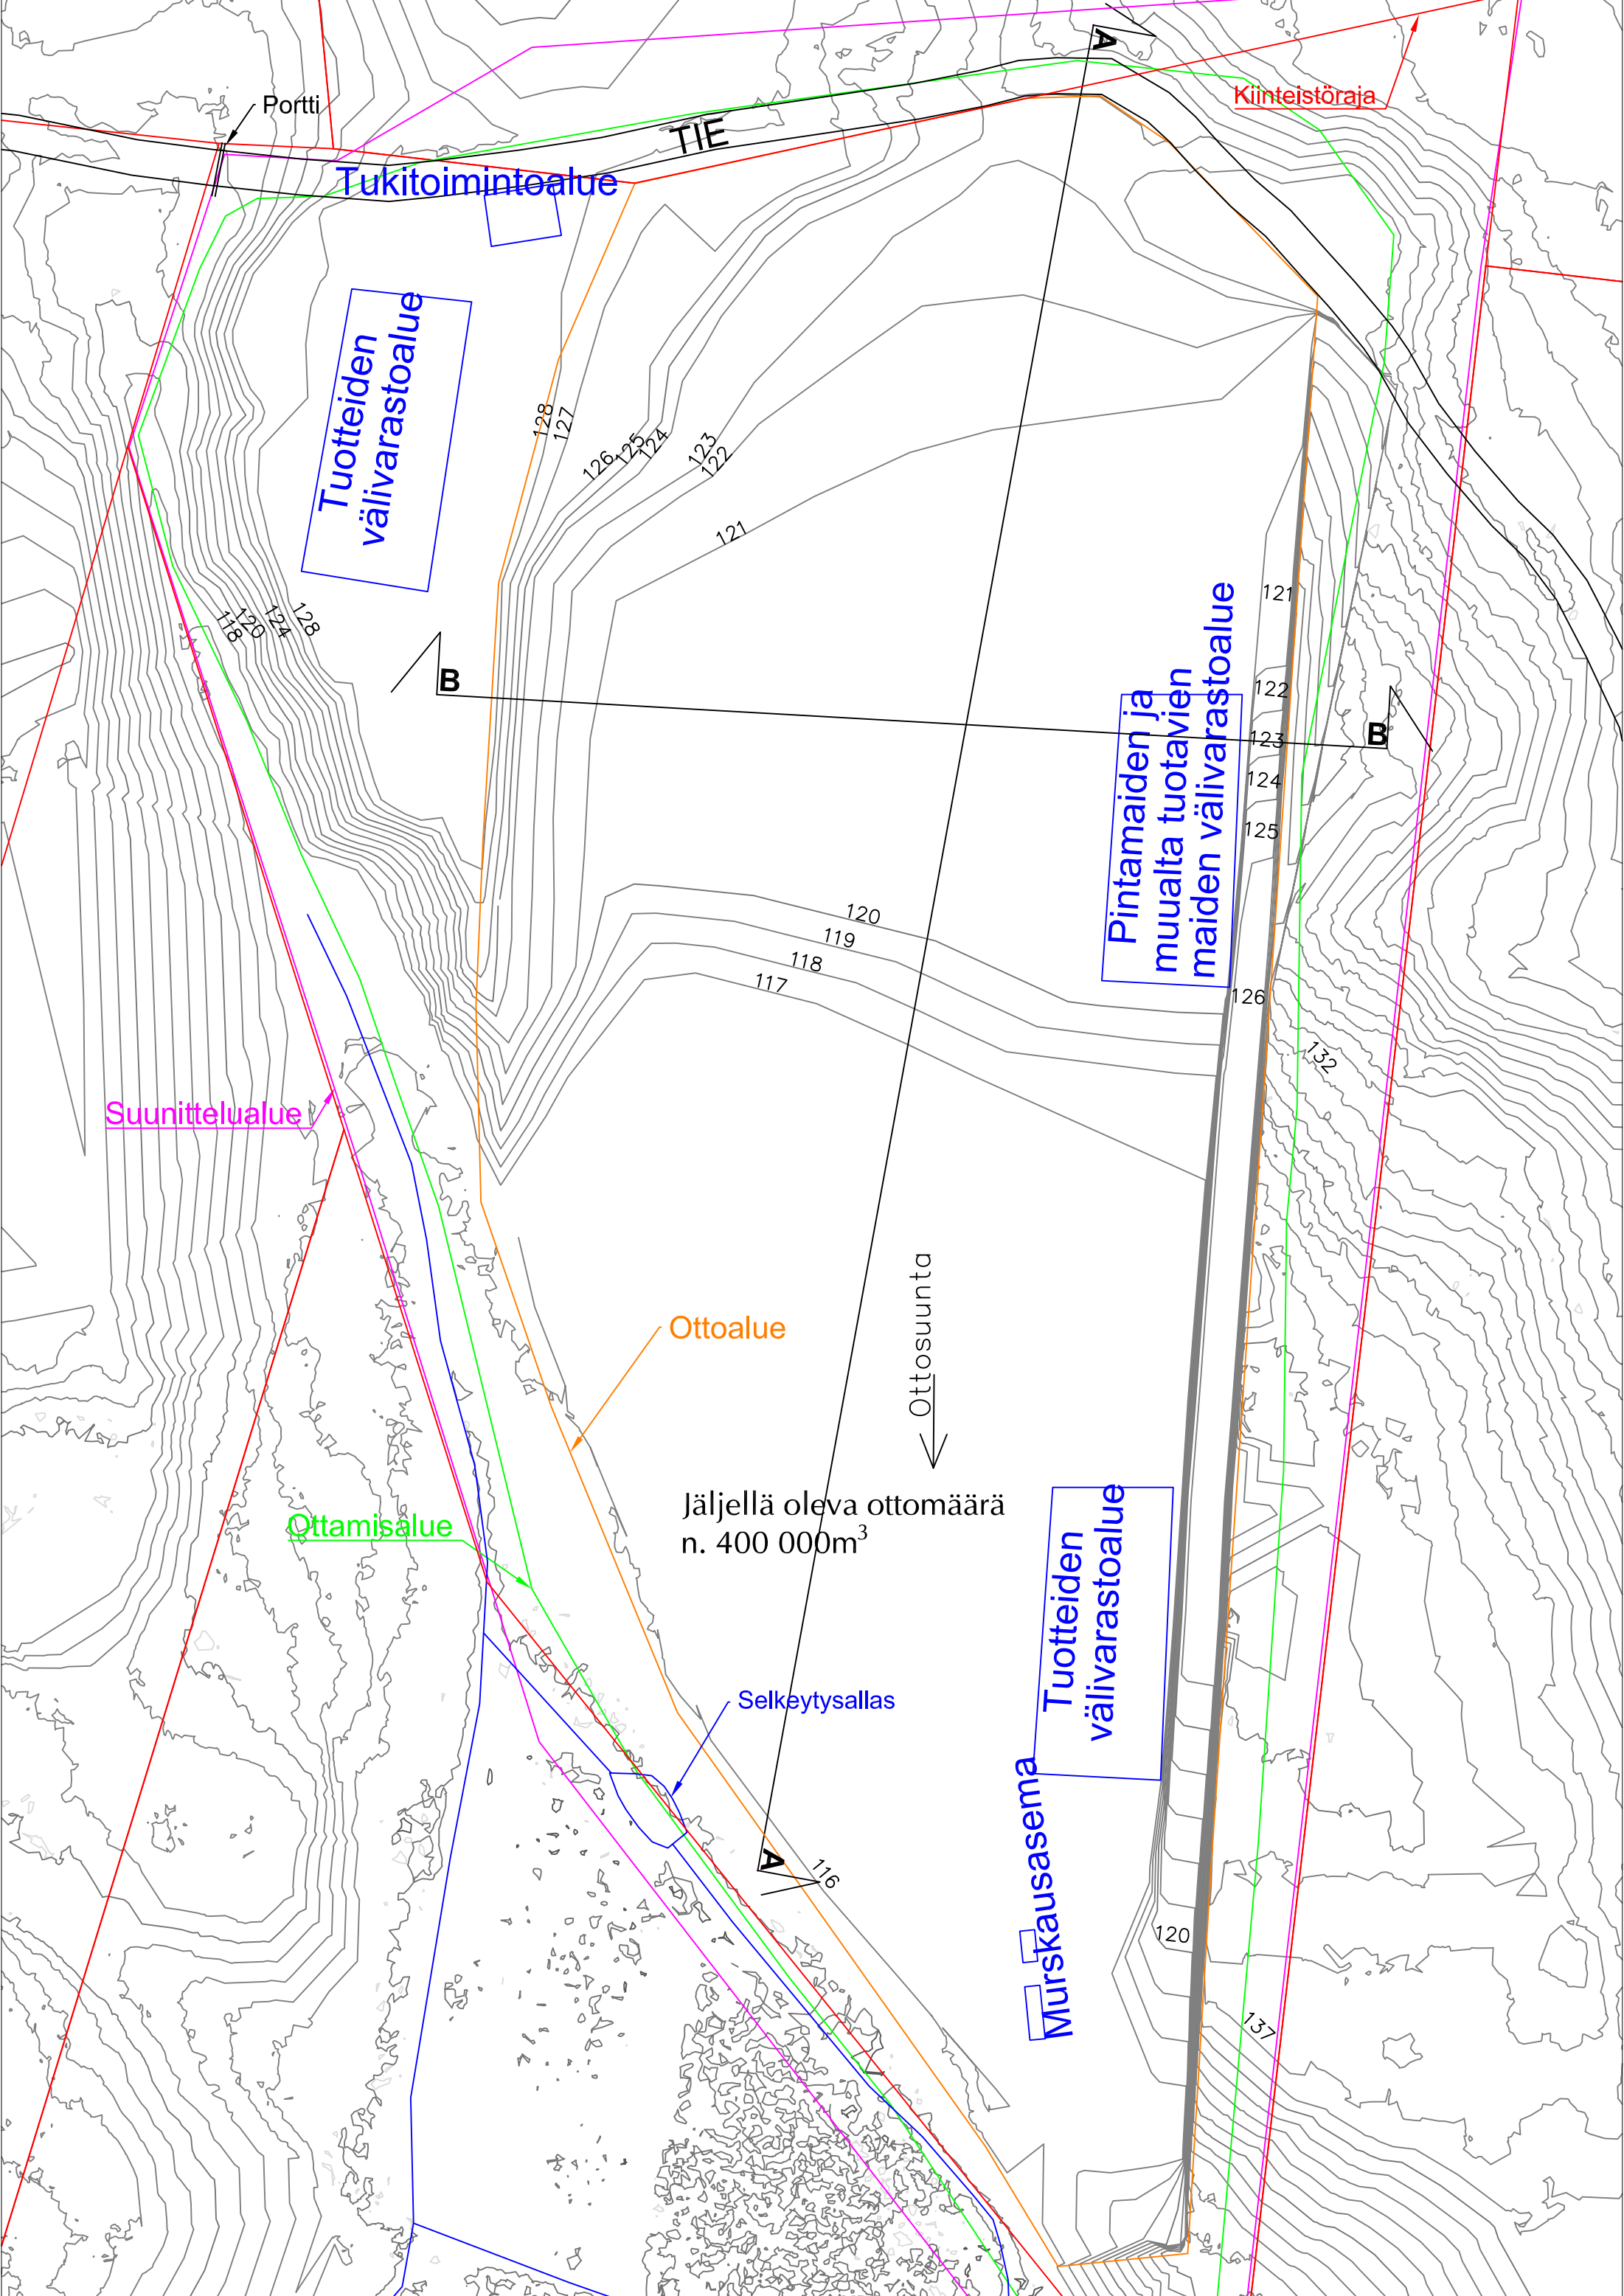 A
Kiinteistöraja
Portti
TIE
Tukitoimintoalue
Tuotteiden
välivarastoalue
128
127
126
125
124
123
122
121
118
120
124
128
121
122
123
124
125
126
B
B
Pintamaiden ja
muualta tuotavien
maiden välivarastoalue
120
119
118
117
132
Suunittelualue
Ottosuunta
Ottoalue
Jäljellä oleva ottomäärä
n. 400 000m³
Ottamisalue
Tuotteiden
välivarastoalue
Selkeytysallas
Murskausasema
A
116
120
137